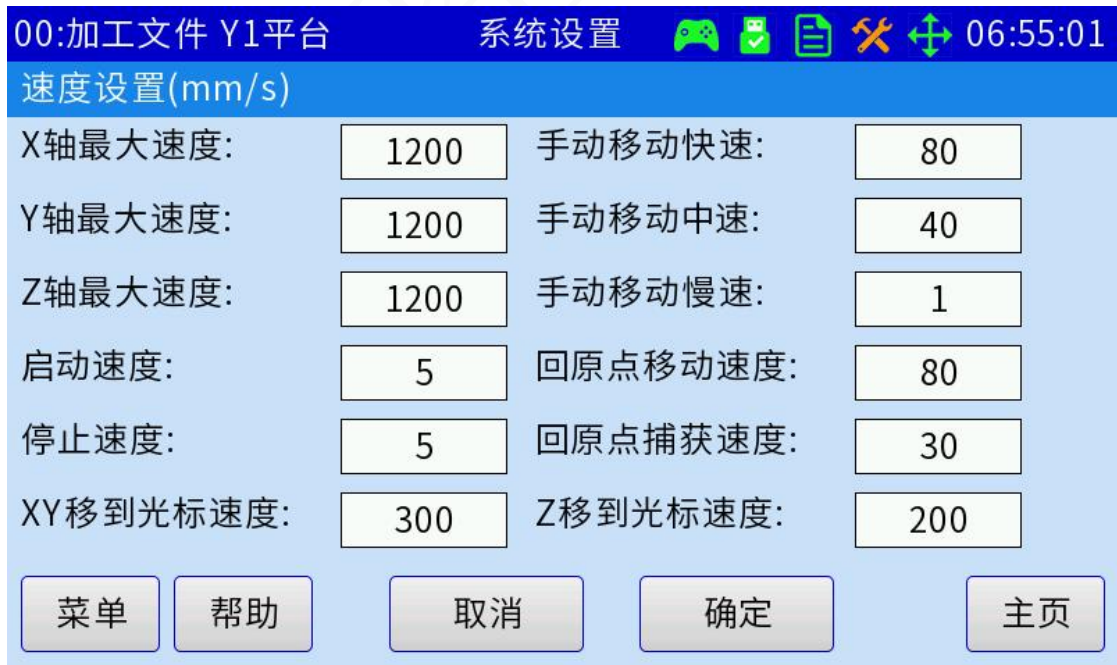 00:加工文件 Y1平台 系统设置 06:55:01
速度设置(mm/s)
X轴最大速度: 1200 手动移动快速: 80
Y轴最大速度: 1200 手动移动中速: 40
Z轴最大速度: 1200 手动移动慢速: 1
启动速度: 5 回原点移动速度: 80
停止速度: 5 回原点捕获速度: 30
XY移到光标速度: 300 Z移到光标速度: 200
菜单 帮助 取消 确定 主页